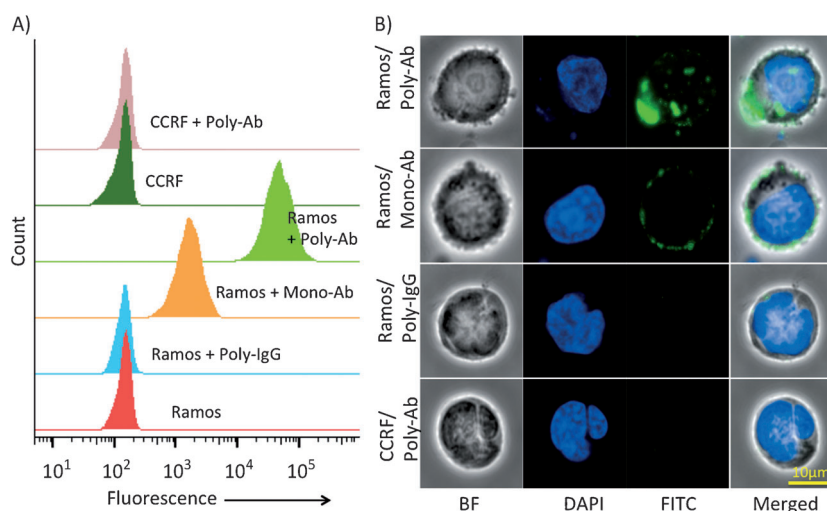 A)
CCRF + Poly-Ab
CCRF
Ramos
+ Poly-Ab
Ramos + Mono-Ab
Ramos + Poly-IgG
Ramos
Count
10¹ 10² 10³ 10⁴ 10⁵
Fluorescence
B)
Ramos/
Poly-Ab
Ramos/
Mono-Ab
Ramos/
Poly-IgG
CCRF/
Poly-Ab
10μm
BF DAPI FITC Merged